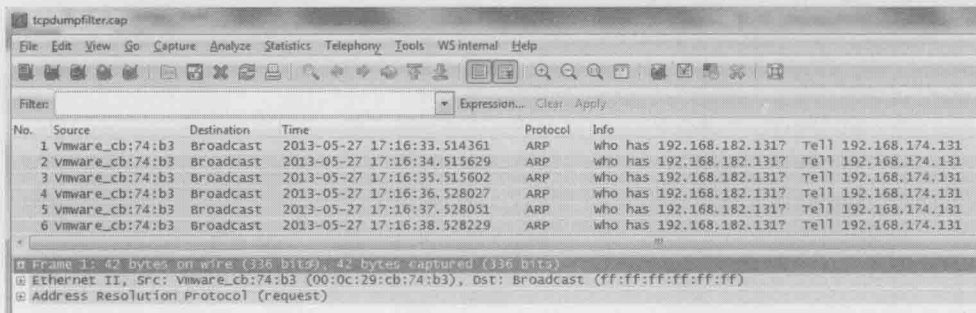 tcpdumpfilter.cap
File Edit View Go Capture Analyze Statistics Telephony Tools WS internal Help
Filter: Expression... Clear Apply
No. Source Destination Time Protocol Info
1 Vmware_cb:74:b3 Broadcast 2013-05-27 17:16:33.514361 ARP who has 192.168.182.131? Tell 192.168.174.131
2 Vmware_cb:74:b3 Broadcast 2013-05-27 17:16:34.515629 ARP who has 192.168.182.131? Tell 192.168.174.131
3 Vmware_cb:74:b3 Broadcast 2013-05-27 17:16:35.515602 ARP who has 192.168.182.131? Tell 192.168.174.131
4 Vmware_cb:74:b3 Broadcast 2013-05-27 17:16:36.528027 ARP who has 192.168.182.131? Tell 192.168.174.131
5 Vmware_cb:74:b3 Broadcast 2013-05-27 17:16:37.528051 ARP who has 192.168.182.131? Tell 192.168.174.131
6 Vmware_cb:74:b3 Broadcast 2013-05-27 17:16:38.528229 ARP who has 192.168.182.131? Tell 192.168.174.131
Frame 1: 42 bytes on wire (336 bits), 42 bytes captured (336 bits)
Ethernet II, Src: Vmware_cb:74:b3 (00:0c:29:cb:74:b3), Dst: Broadcast (ff:ff:ff:ff:ff:ff)
Address Resolution Protocol (request)